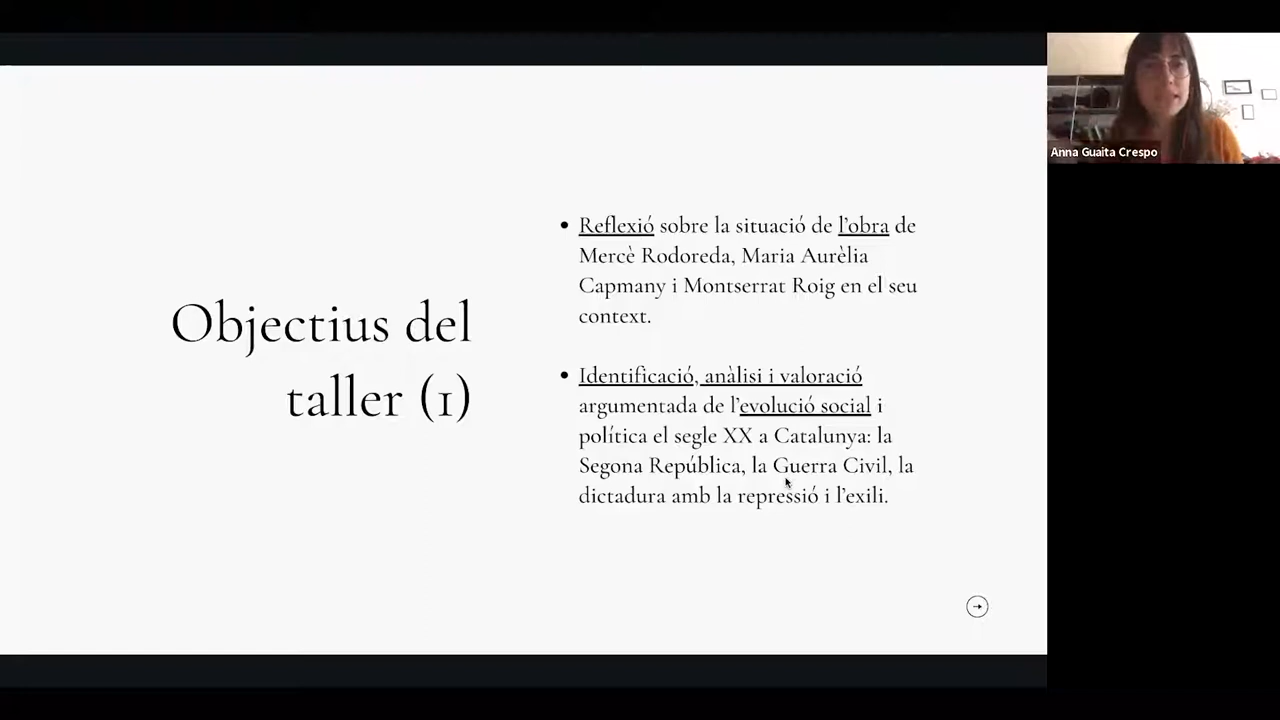 Objectius del
taller (1)
• Reflexió sobre la situació de l'obra de
Mercè Rodoreda, Maria Aurèlia
Capmany i Montserrat Roig en el seu
context.
• Identificació, anàlisi i valoració
argumentada de l'evolució social i
política el segle XX a Catalunya: la
Segona República, la Guerra Civil, la
dictadura amb la repressió i l'exili.
Anna Guaita Crespo